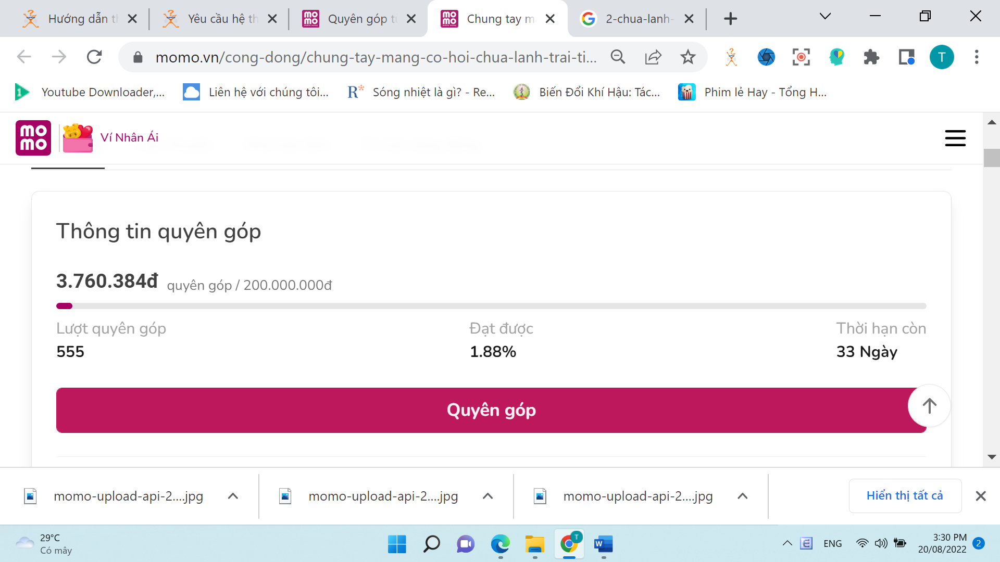 Hướng dẫn t
Yêu cầu hệ th
Quyên góp từ
Chung tay m
2-chua-lanh-
momo.vn/cong-dong/chung-tay-mang-co-hoi-chua-lanh-trai-ti...
T
Youtube Downloader,...
Liên hệ với chúng tôi...
R*
Sóng nhiệt là gì? - Re...
Biến Đổi Khí Hậu: Tác...
Phim lẻ Hay - Tổng H...
mo
mo
Ví Nhân Ái
Thông tin quyên góp
3.760.384đ quyên góp / 200.000.000đ
Lượt quyên góp
Đạt được
Thời hạn còn
555
1.88%
33 Ngày
Quyên góp
momo-upload-api-2....jpg
momo-upload-api-2....jpg
momo-upload-api-2....jpg
Hiển thị tất cả
29°C
Có mây
ENG
3:30 PM
20/08/2022
2